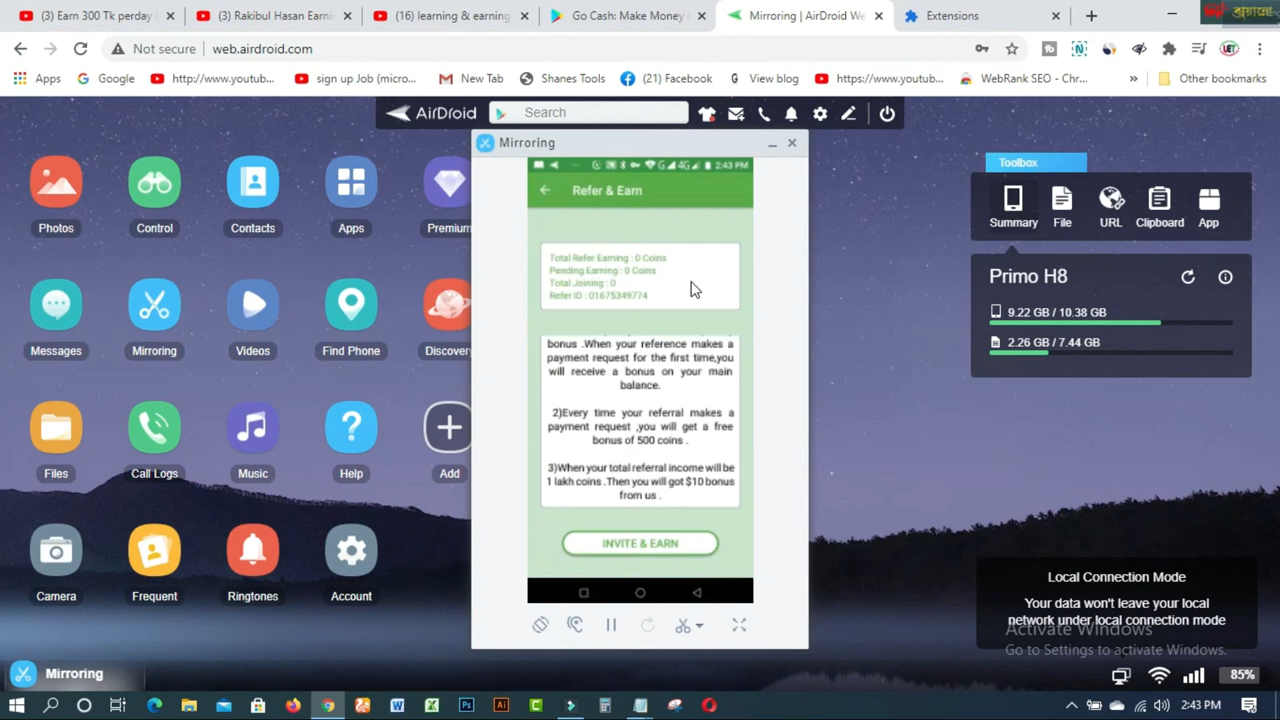 (3) Earn 300 Tk perday
(3) Rakibul Hasan Earni
(16) learning & earning
Go Cash: Make Money
Mirroring | AirDroid We
Extensions
Not secure
web.airdroid.com
Apps
Google
http://www.youtub...
sign up Job (micro...
New Tab
Shanes Tools
(21) Facebook
View blog
https://www.youtu...
WebRank SEO - Chr...
Other bookmarks
AirDroid
Search
Mirroring
2:43 PM
Refer & Earn
Total Refer Earning : 0 Coins
Pending Earning : 0 Coins
Total Joining : 0
Refer ID : 01675349774
bonus .When your reference makes a
payment request for the first time,you
will receive a bonus on your main
balance.
2)Every time your referral makes a
payment request ,you will get a free
bonus of 500 coins .
3)When your total referral income will be
1 lakh coins .Then you will got $10 bonus
from us .
INVITE & EARN
Photos
Control
Contacts
Apps
Premium
Messages
Mirroring
Videos
Find Phone
Discovery
Files
Call Logs
Music
Help
Add
Camera
Frequent
Ringtones
Account
Toolbox
Summary
File
URL
Clipboard
App
Primo H8
9.22 GB / 10.38 GB
2.26 GB / 7.44 GB
Local Connection Mode
Your data won't leave your local
network under local connection mode
Activate Windows
Go to Settings to activate Windows.
Mirroring
85%
2:43 PM